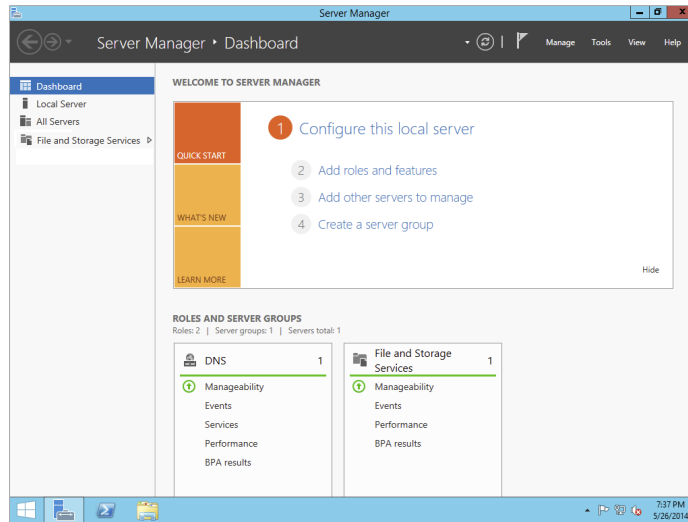 Server Manager
Server Manager ‣ Dashboard
Manage Tools View Help
Dashboard
Local Server
All Servers
File and Storage Services
WELCOME TO SERVER MANAGER
QUICK START
WHAT'S NEW
LEARN MORE
1 Configure this local server
2 Add roles and features
3 Add other servers to manage
4 Create a server group
Hide
ROLES AND SERVER GROUPS
Roles: 2 | Server groups: 1 | Servers total: 1
DNS 1
Manageability
Events
Services
Performance
BPA results
File and Storage
Services 1
Manageability
Events
Performance
BPA results
7:37 PM
5/26/2014